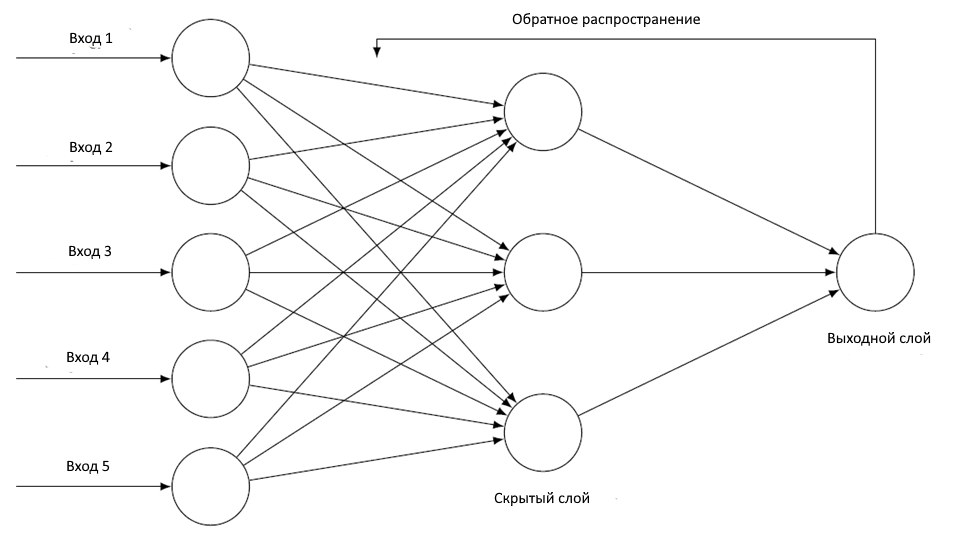 Обратное распространение
Вход 1
Вход 2
Вход 3
Вход 4
Вход 5
Выходной слой
Скрытый слой